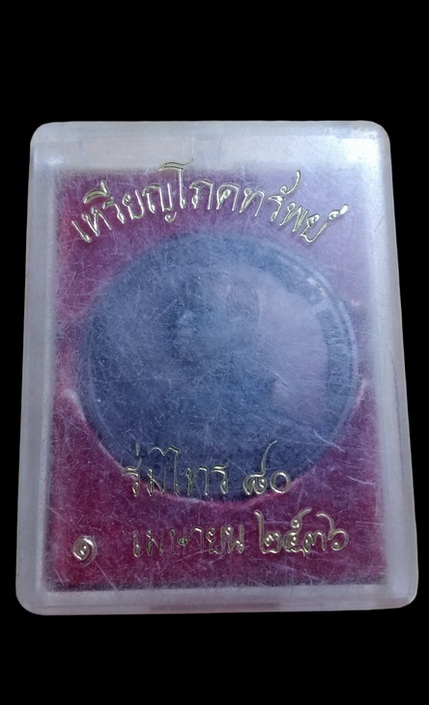 เหรียญโภคทรัพย์
ร่มไทร ๘๐
๑ เมษายน ๒๕๓๖